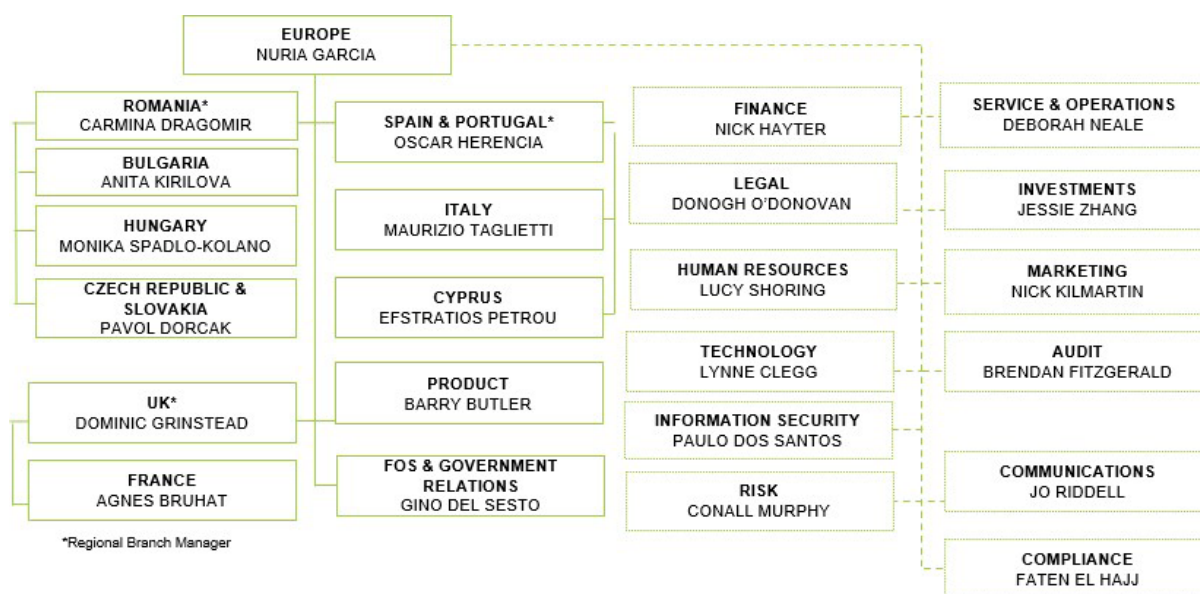 EUROPE
NURIA GARCIA
ROMANIA*
CARMINA DRAGOMIR
BULGARIA
ANITA KIRILOVA
HUNGARY
MONIKA SPADLO-KOLANO
CZECH REPUBLIC &
SLOVAKIA
PAVOL DORCAK
UK*
DOMINIC GRINSTEAD
FRANCE
AGNES BRUHAT
*Regional Branch Manager
SPAIN & PORTUGAL*
OSCAR HERENCIA
ITALY
MAURIZIO TAGLIETTI
CYPRUS
EFSTRATIOS PETROU
PRODUCT
BARRY BUTLER
FOS & GOVERNMENT
RELATIONS
GINO DEL SESTO
FINANCE
NICK HAYTER
LEGAL
DONOGH O'DONOVAN
HUMAN RESOURCES
LUCY SHORING
TECHNOLOGY
LYNNE CLEGG
INFORMATION SECURITY
PAULO DOS SANTOS
RISK
CONALL MURPHY
SERVICE & OPERATIONS
DEBORAH NEALE
INVESTMENTS
JESSIE ZHANG
MARKETING
NICK KILMARTIN
AUDIT
BRENDAN FITZGERALD
COMMUNICATIONS
JO RIDDELL
COMPLIANCE
FATEN EL HAJJ